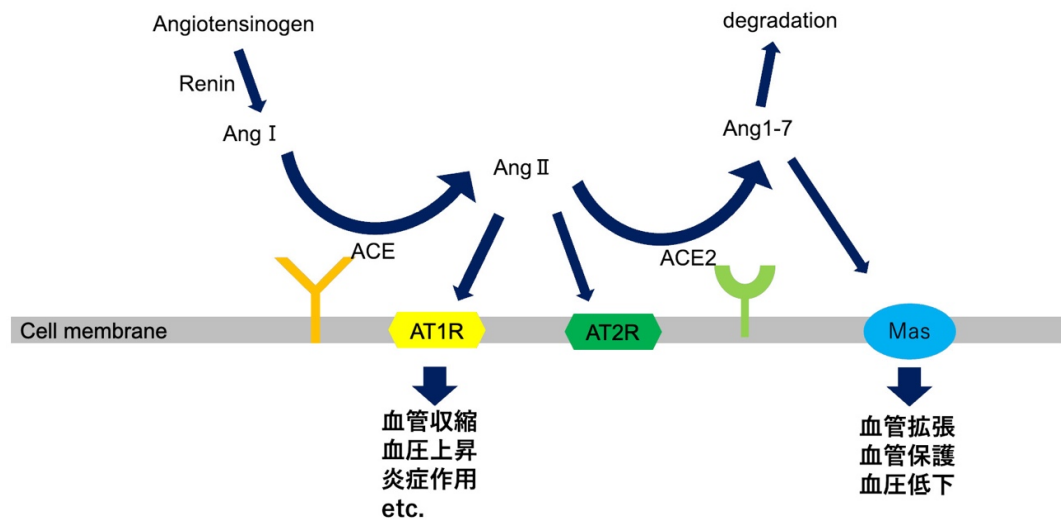 Angiotensinogen
degradation
Renin
Ang Ⅰ
Ang Ⅱ
Ang1-7
ACE
ACE2
Cell membrane
AT1R
AT2R
Mas
血管収縮
血圧上昇
炎症作用
etc.
血管拡張
血管保護
血圧低下